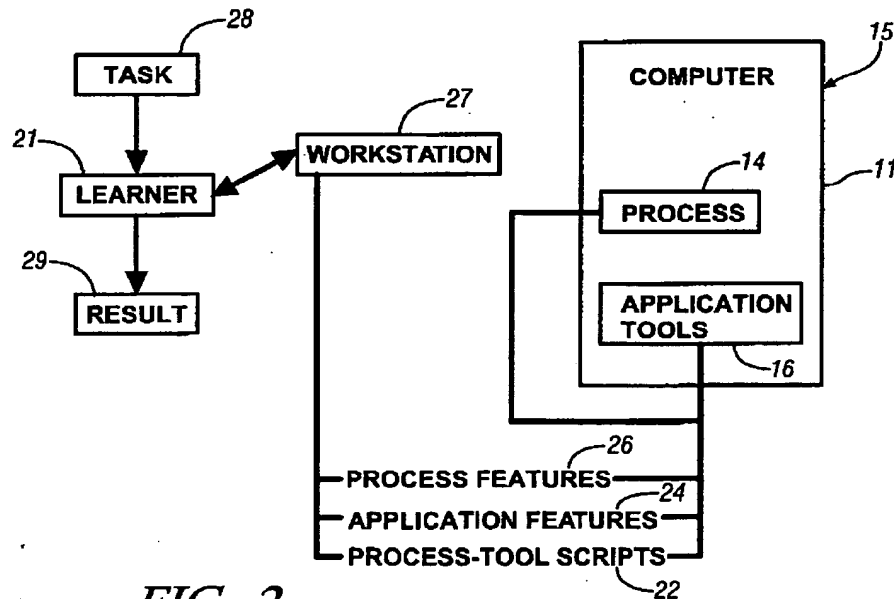 28
TASK
21
LEARNER
29
RESULT
27
WORKSTATION
15
COMPUTER
11
14
PROCESS
APPLICATION
TOOLS
16
26
PROCESS FEATURES
24
APPLICATION FEATURES
PROCESS-TOOL SCRIPTS
22